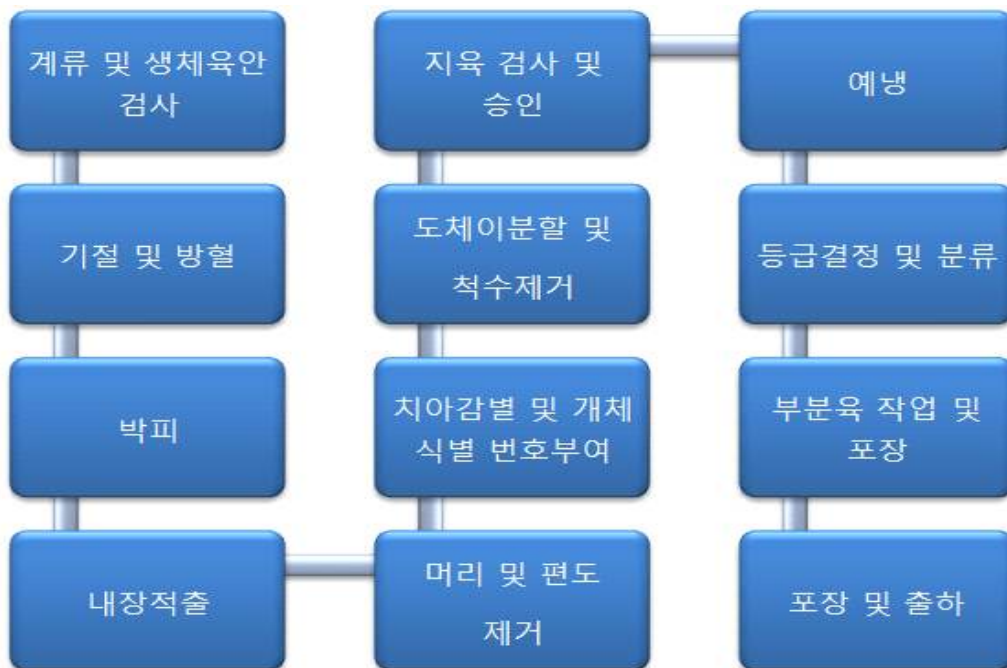 계류 및 생체육안
검사
기절 및 방혈
박피
내장적출
머리 및 편도
제거
치아감별 및 개체
식별 번호부여
도체이분할 및
척수제거
지육 검사 및
승인
예냉
등급결정 및 분류
부분육 작업 및
포장
포장 및 출하